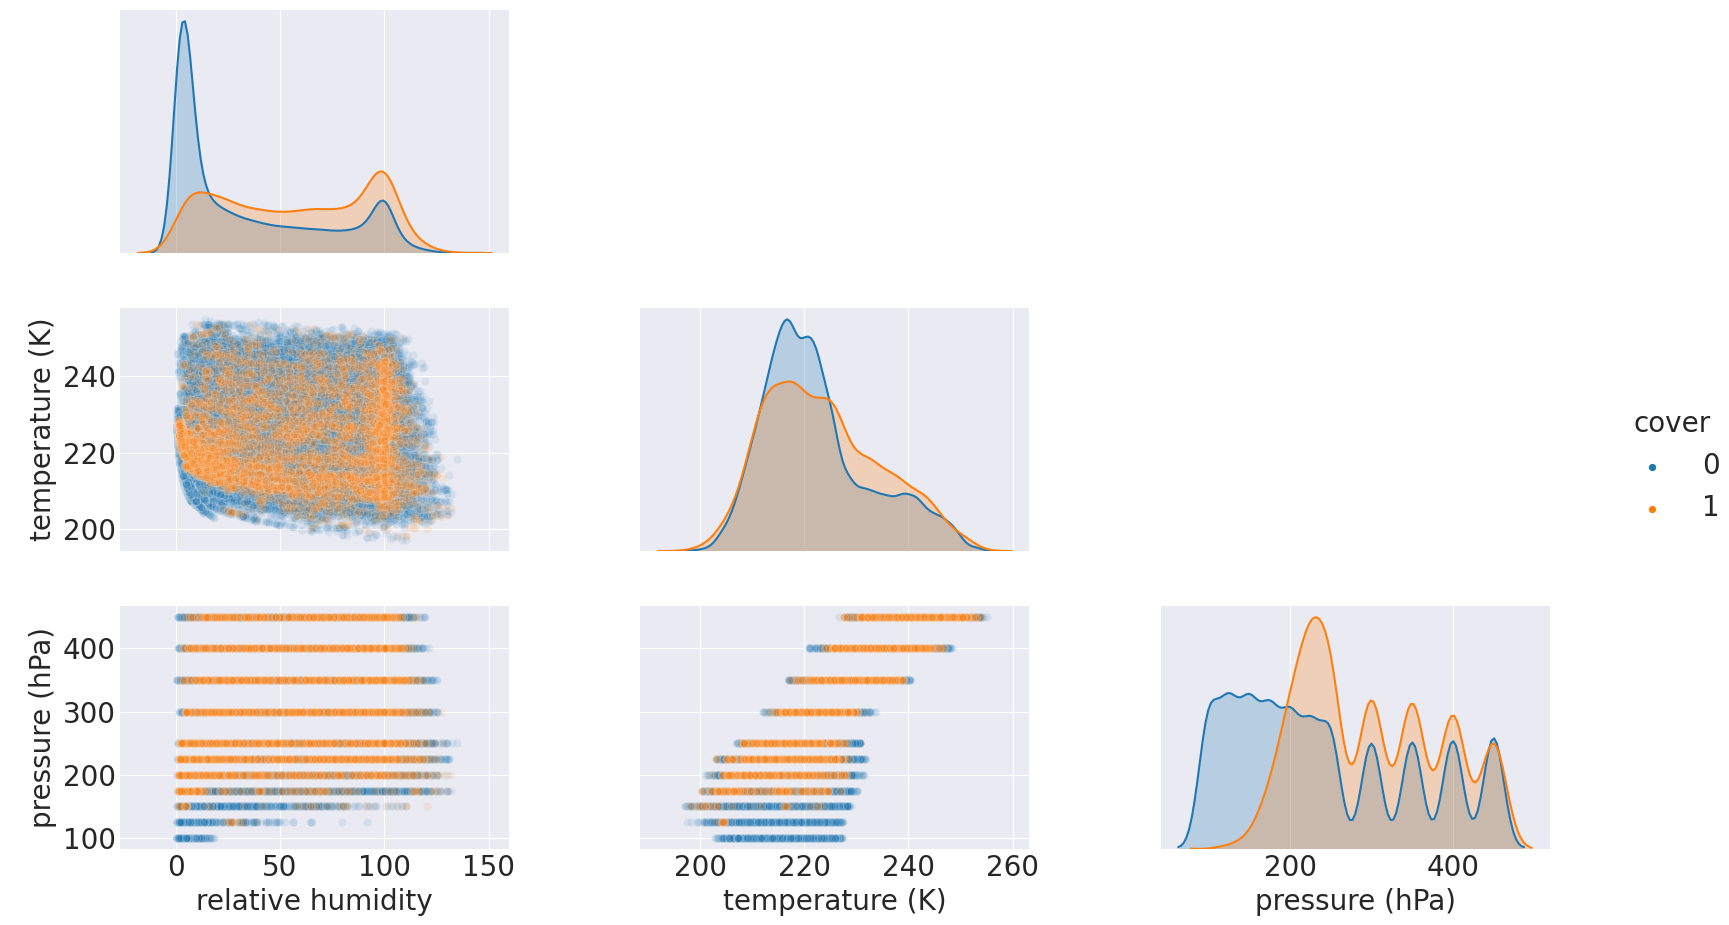 temperature (K)
240
220
200
cover
0
1
pressure (hPa)
400
300
200
100
0 50 100 150
200 220 240 260
200 400
relative humidity
temperature (K)
pressure (hPa)